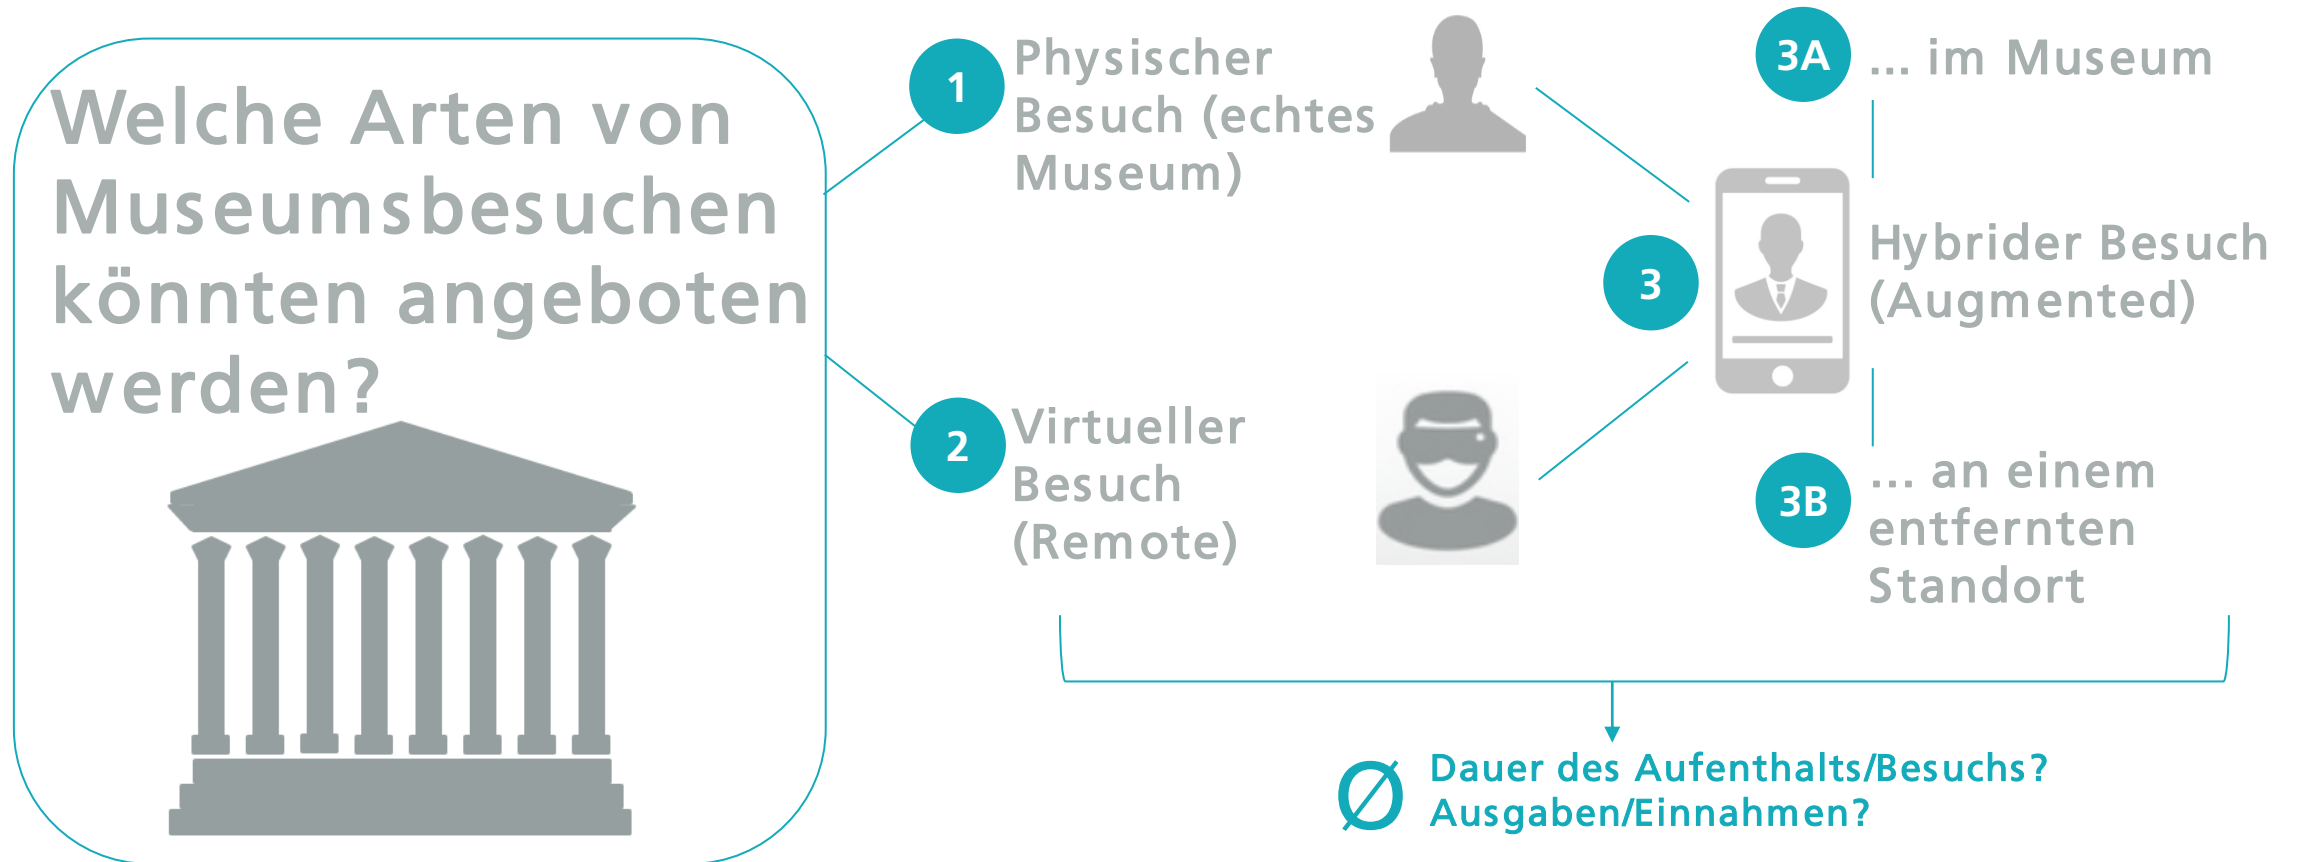 Welche Arten von
Museumsbesuchen
könnten angeboten
werden?
1
Physischer
Besuch (echtes
Museum)
2
Virtueller
Besuch
(Remote)
3A
... im Museum
3
Hybrider Besuch
(Augmented)
3B
... an einem
entfernten
Standort
Ø
Dauer des Aufenthalts/Besuchs?
Ausgaben/Einnahmen?